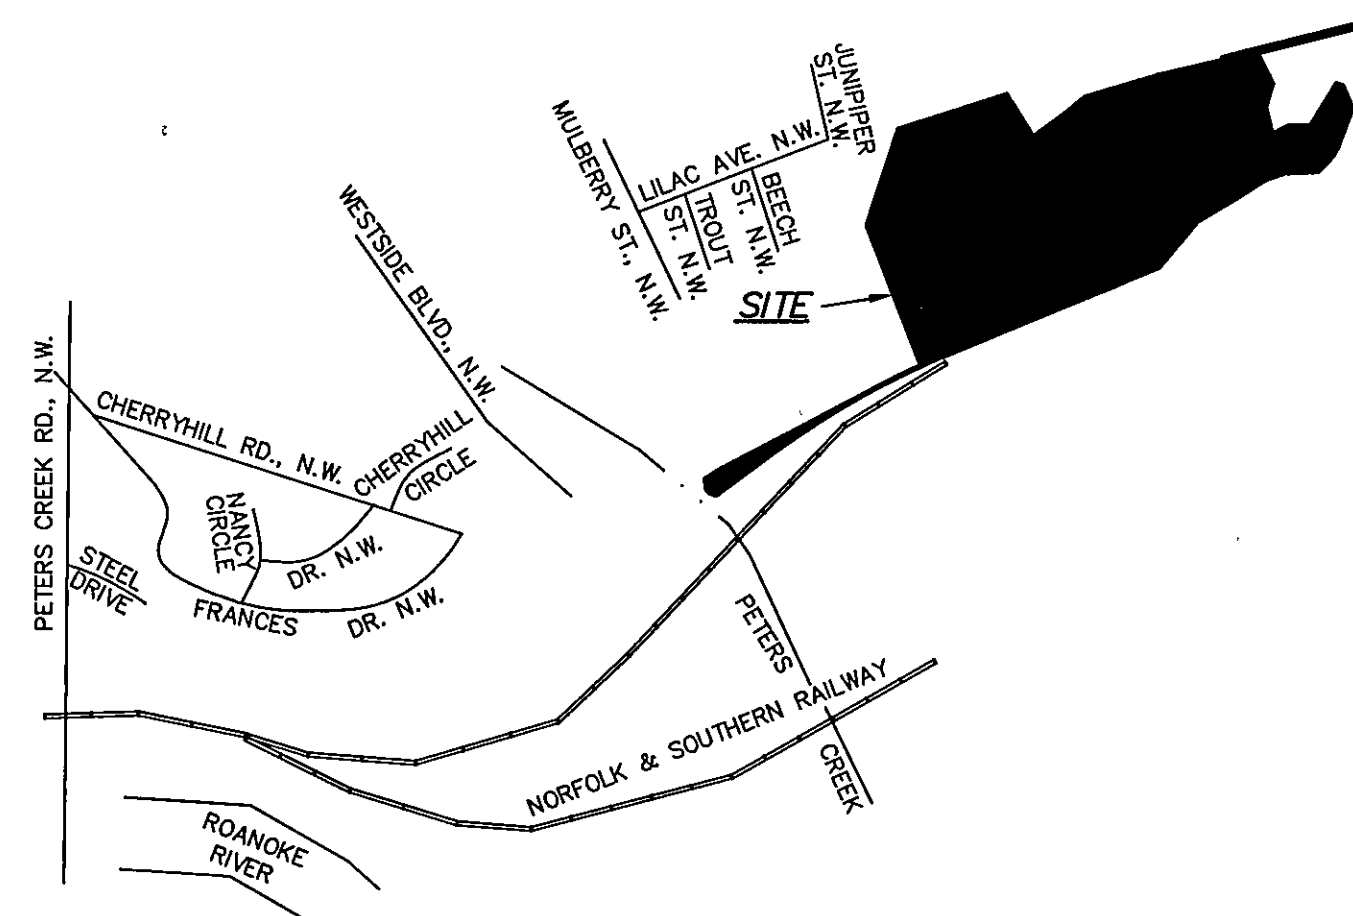 JUNIPIPER
ST. N.W.
MULBERRY ST., N.W.
LILAC AVE. N.W.
BEECH
ST. N.W.
TROUT
ST. N.W.
WESTSIDE BLVD., N.W.
SITE
PETERS CREEK RD., N.W.
CHERRYHILL RD., N.W.
CHERRYHILL
CIRCLE
NANCY
CIRCLE
DR. N.W.
STEEL
DRIVE
FRANCES
DR. N.W.
PETERS
CREEK
NORFOLK & SOUTHERN RAILWAY
ROANOKE
RIVER